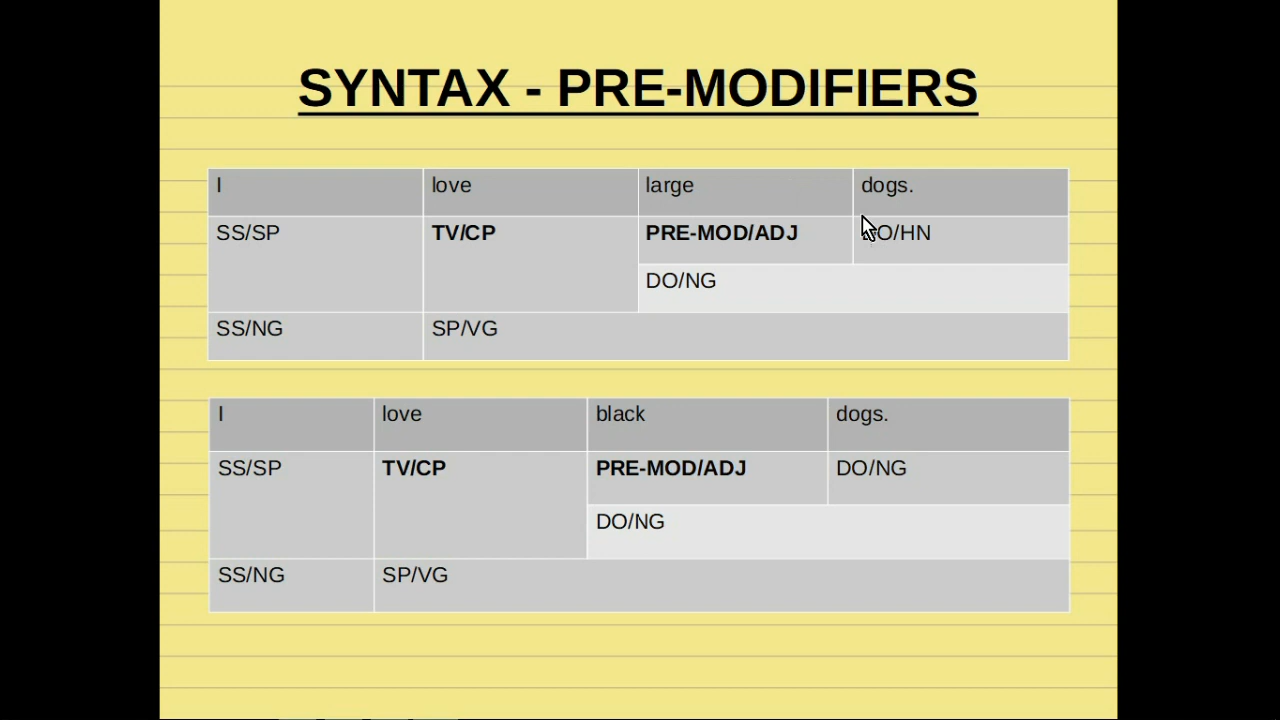 SYNTAX - PRE-MODIFIERS
I love large dogs.
SS/SP TV/CP PRE-MOD/ADJ DO/HN
DO/NG
SS/NG SP/VG
I love black dogs.
SS/SP TV/CP PRE-MOD/ADJ DO/NG
DO/NG
SS/NG SP/VG